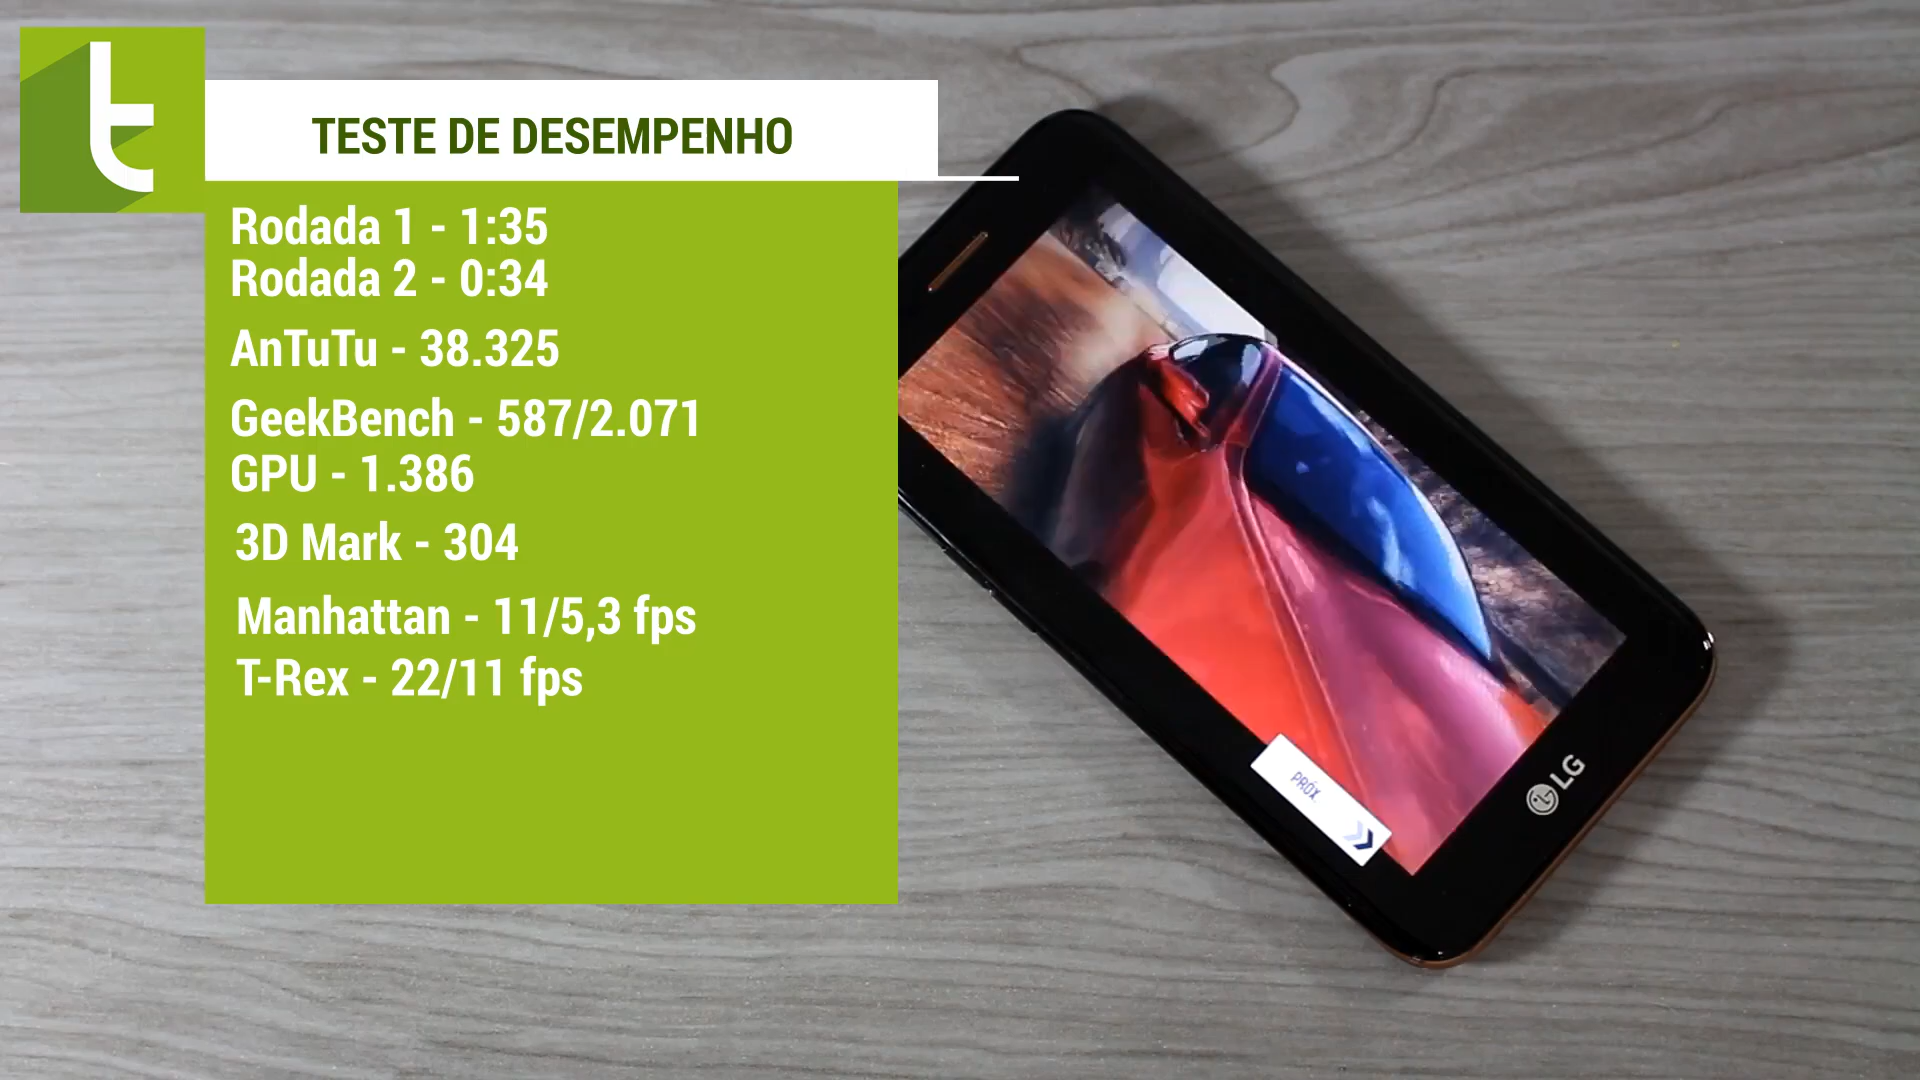 t
TESTE DE DESEMPENHO
Rodada 1 - 1:35
Rodada 2 - 0:34
AnTuTu - 38.325
GeekBench - 587/2.071
GPU - 1.386
3D Mark - 304
Manhattan - 11/5,3 fps
T-Rex - 22/11 fps
PRÓX.
LG